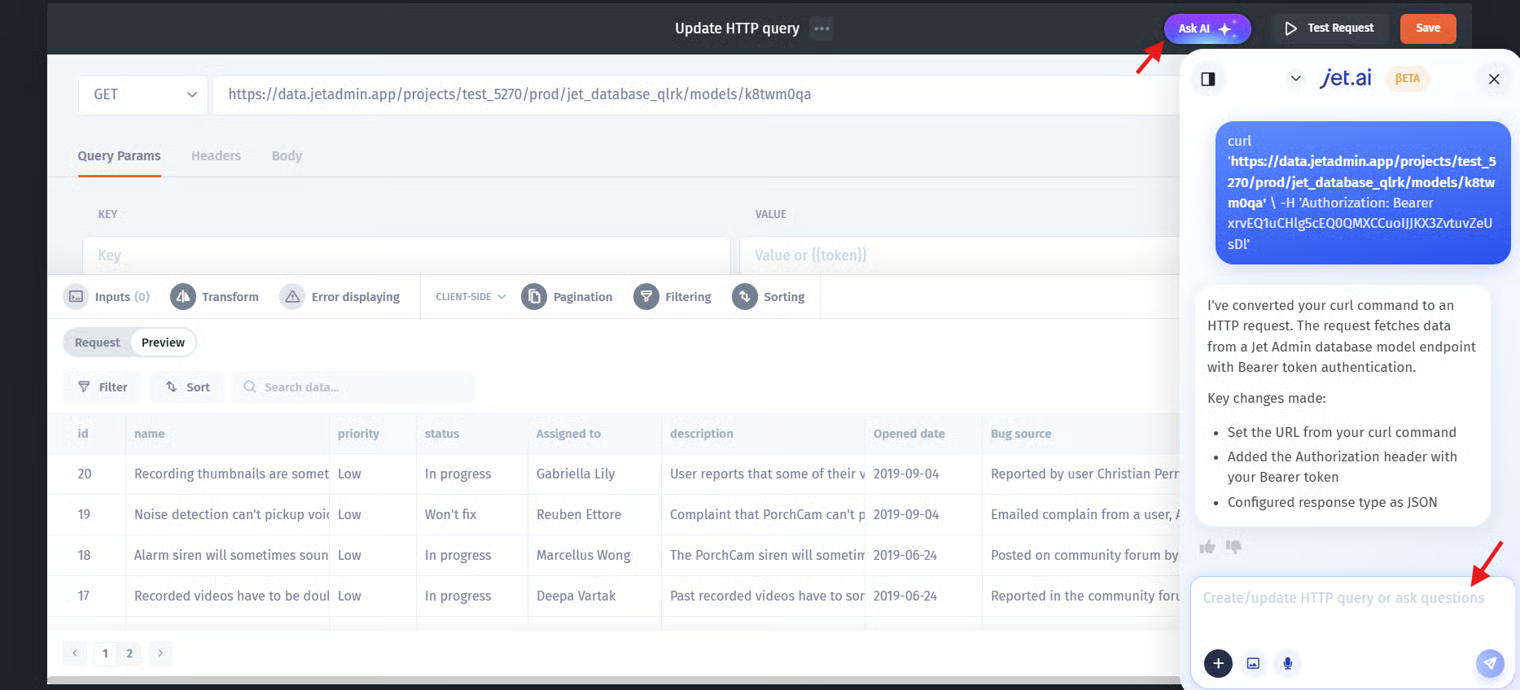 Update HTTP query
Ask AI
Test Request
Save
GET
https://data.jetadmin.app/projects/test_5270/prod/jet_database_qlrk/models/k8twm0qa
Query Params Headers Body
KEY VALUE
Key Value or {{token}}
Inputs (0) Transform Error displaying CLIENT-SIDE Pagination Filtering Sorting
Request Preview
Filter Sort Search data...
id name priority status Assigned to description Opened date Bug source
20 Recording thumbnails are somet Low In progress Gabriella Lily User reports that some of their v 2019-09-04 Reported by user Christian Perr
19 Noise detection can't pickup voic Low Won't fix Reuben Ettore Complaint that PorchCam can't p 2019-09-04 Emailed complain from a user, A
18 Alarm siren will sometimes soun Low In progress Marcellus Wong The PorchCam siren will sometim 2019-06-24 Posted on community forum by
17 Recorded videos have to be doul Low In progress Deepa Vartak Past recorded videos have to sor 2019-06-24 Reported in the community foru
1 2
jet.ai BETA
curl
'https://data.jetadmin.app/projects/test_5
270/prod/jet_database_qlrk/models/k8tw
m0qa' \ -H 'Authorization: Bearer
xrvEQ1uCHlg5cEQ0QMXCCuoIJJKX3ZvtuvZeU
sDl'
I've converted your curl command to an
HTTP request. The request fetches data
from a Jet Admin database model endpoint
with Bearer token authentication.
Key changes made:
• Set the URL from your curl command
• Added the Authorization header with
your Bearer token
• Configured response type as JSON
Create/update HTTP query or ask questions